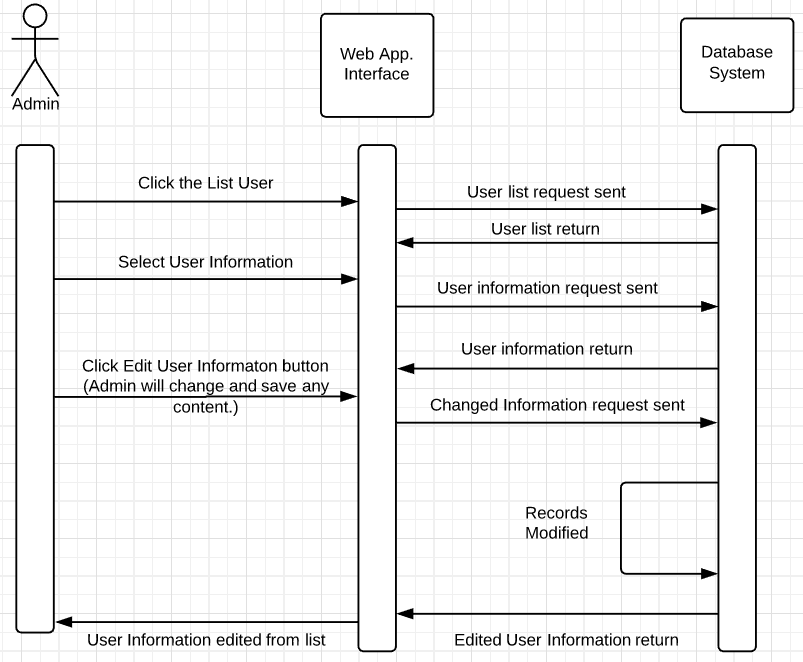 Admin
Web App.
Interface
Database
System
Click the List User
User list request sent
User list return
Select User Information
User information request sent
User information return
Click Edit User Informaton button
(Admin will change and save any
content.)
Changed Information request sent
Records
Modified
User Information edited from list
Edited User Information return